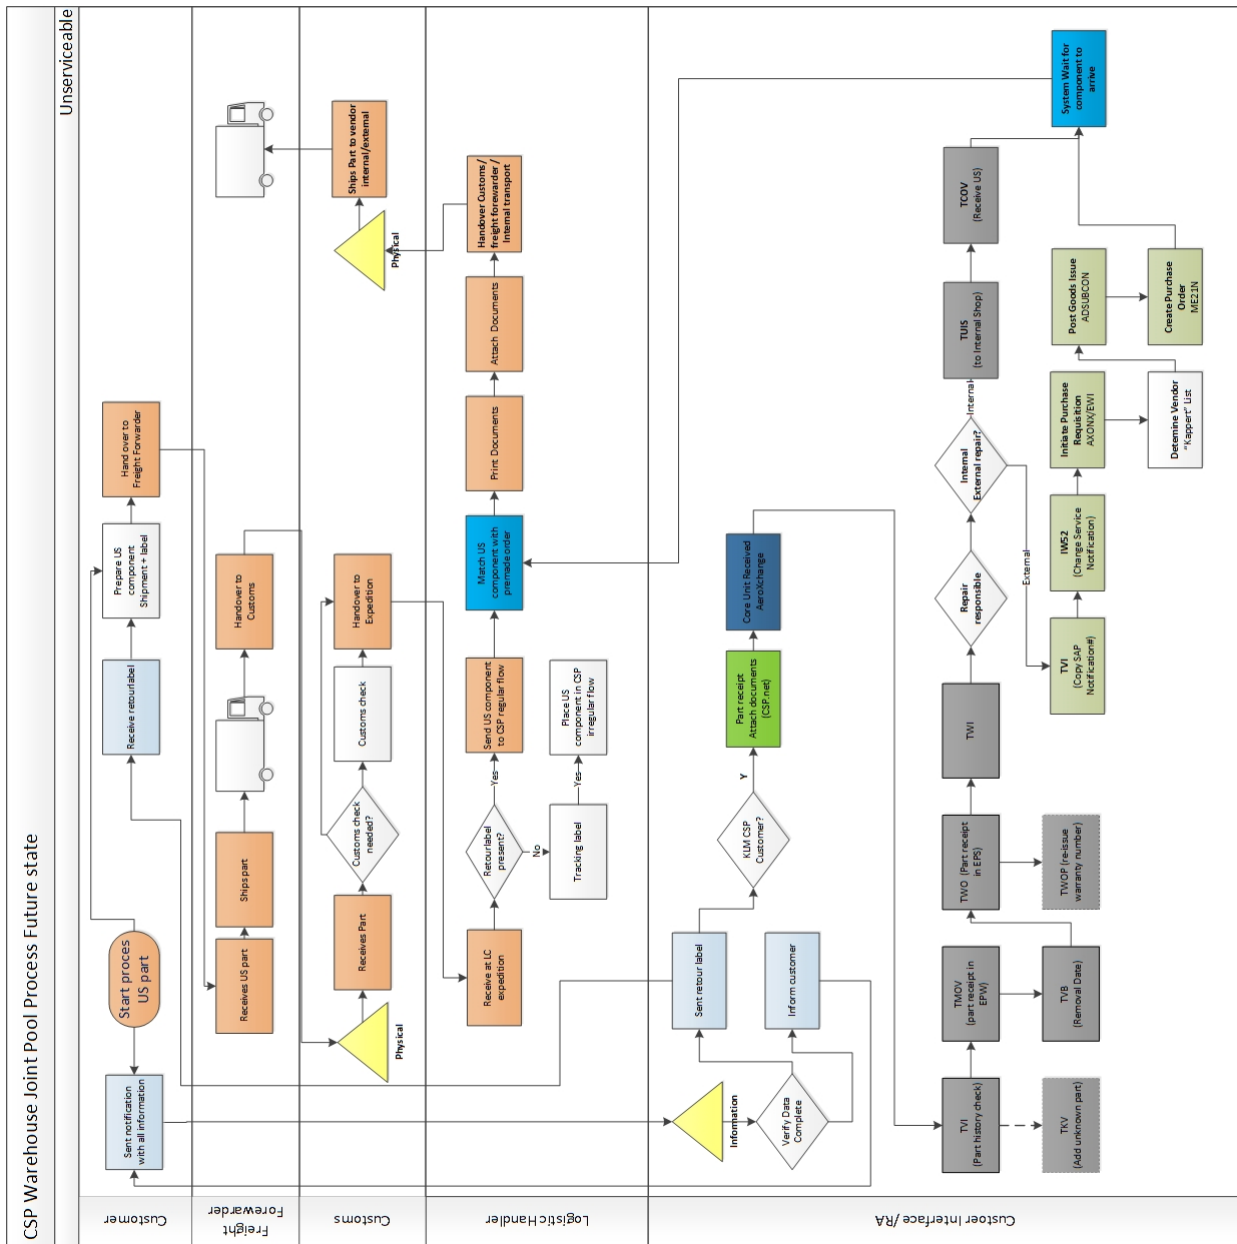 CSP Warehouse Joint Pool Process Future state
Unserviceable
Customer
Start proces
US part
Sent notification
with all information
Receive retourlabel
Prepare US
component
Shipment + label
Hand over to
Freight Forwarder
Freight
Forewarder
Receives US part
Ships part
Handover to
Customs
Customs
Physical
Receives Part
Customs check
needed?
Customs check
Handover to
Expedition
Physical
Ships Part to vendor
internal/external
Logistic Handler
Receive at LC
expedition
Retourlabel
present?
Yes
No
Send US component
to CSP regular flow
Tracking label
Yes
Place US
component in CSP
irregular flow
Match US
component with
premade order
Print Documents
Attach Documents
Handover Customs/
freight forewarder/
Internal transport
Custoer Interface/RA
Information
Verify Data
Complete
Sent retour label
Inform customer
KLM CSP
Customer?
Y
Part receipt
Attach documents
(CSP.net)
Core Unit Received
AeroXchange
TVI
(Part history check)
TKV
(Add unknown part)
TMOV
(part receipt in
EPW)
TVB
(Removal Date)
TWO (Part receipt
in EPS)
TWOP (re-issue
warranty number)
TWI
Repair
responsible
Internal
External repair?
Internal
External
TUIS
(to Internal Shop)
TCOV
(Receive US)
TVI
(Copy SAP
Notification#)
IW52
(Change Service
Notification)
Initiate Purchase
Requisition
AXONX/EWI
Determine Vendor
"Kappert" List
Post Goods Issue
ADSUBCON
Create Purchase
Order
ME21N
System Wait for
component to
arrive